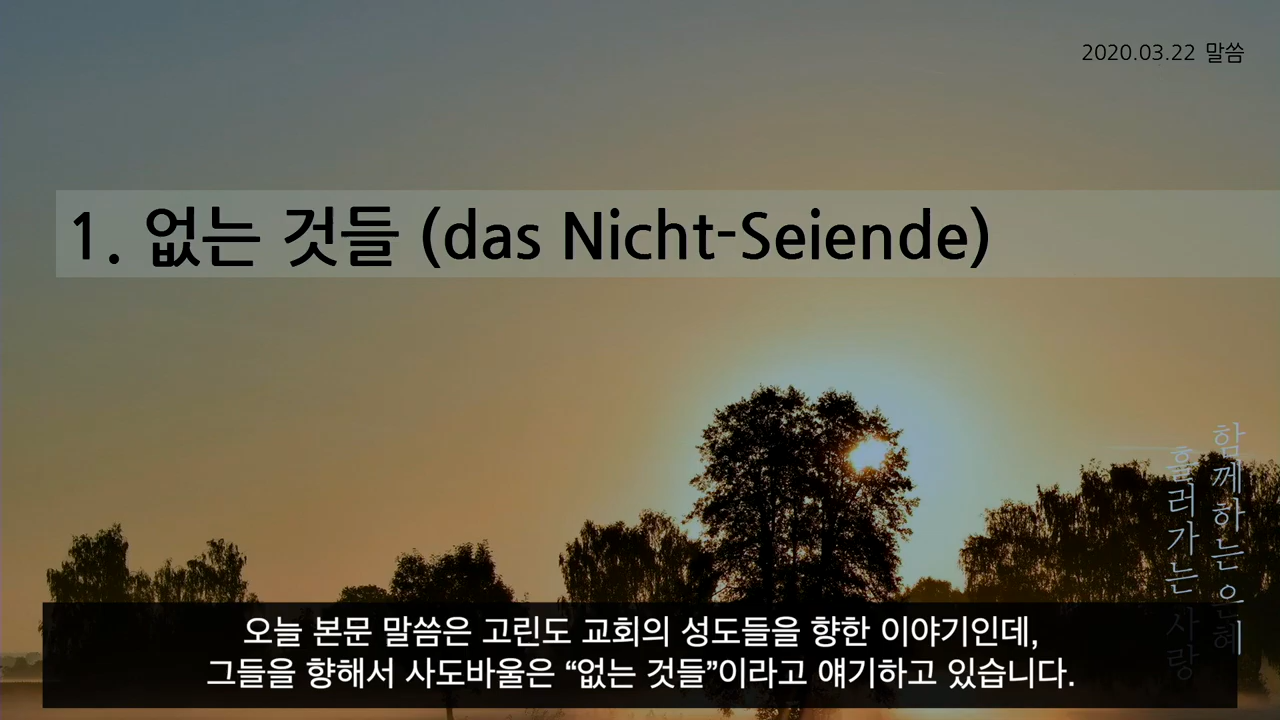 2020.03.22 말씀
1. 없는 것들 (das Nicht-Seiende)
함께하는 은혜
흘러가는 사랑
오늘 본문 말씀은 고린도 교회의 성도들을 향한 이야기인데,
그들을 향해서 사도바울은 “없는 것들”이라고 얘기하고 있습니다.